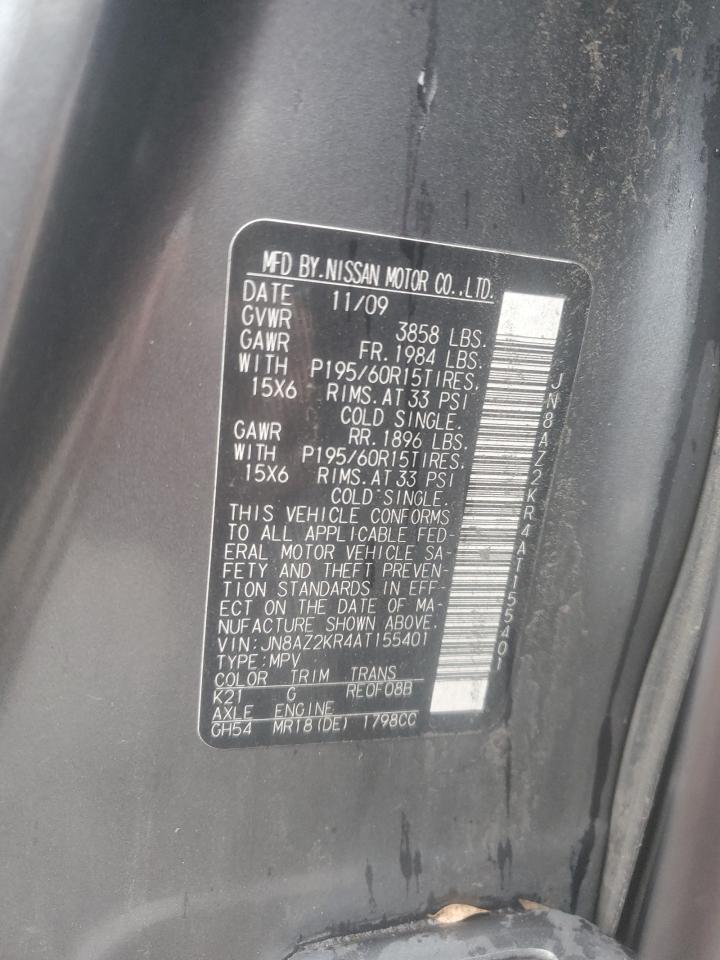 MFD BY.NISSAN MOTOR CO.,LTD.
DATE 11/09
GVWR 3858 LBS.
GAWR FR. 1984 LBS.
WITH P195/60R15TIRES,
15X6 RIMS. AT 33 PSI
COLD SINGLE.
GAWR RR. 1896 LBS.
WITH P195/60R15TIRES,
15X6 RIMS. AT 33 PSI
COLD SINGLE.
THIS VEHICLE CONFORMS
TO ALL APPLICABLE FED-
ERAL MOTOR VEHICLE SA-
FETY AND THEFT PREVEN-
TION STANDARDS IN EFF-
ECT ON THE DATE OF MA-
NUFACTURE SHOWN ABOVE.
VIN:JN8AZ2KR4AT155401
TYPE:MPV
COLOR TRIM TRANS
K21 G RE0F08B
AXLE ENGINE
GH54 MR18(DE) 1798CC
JN8AZ2KR4AT155401